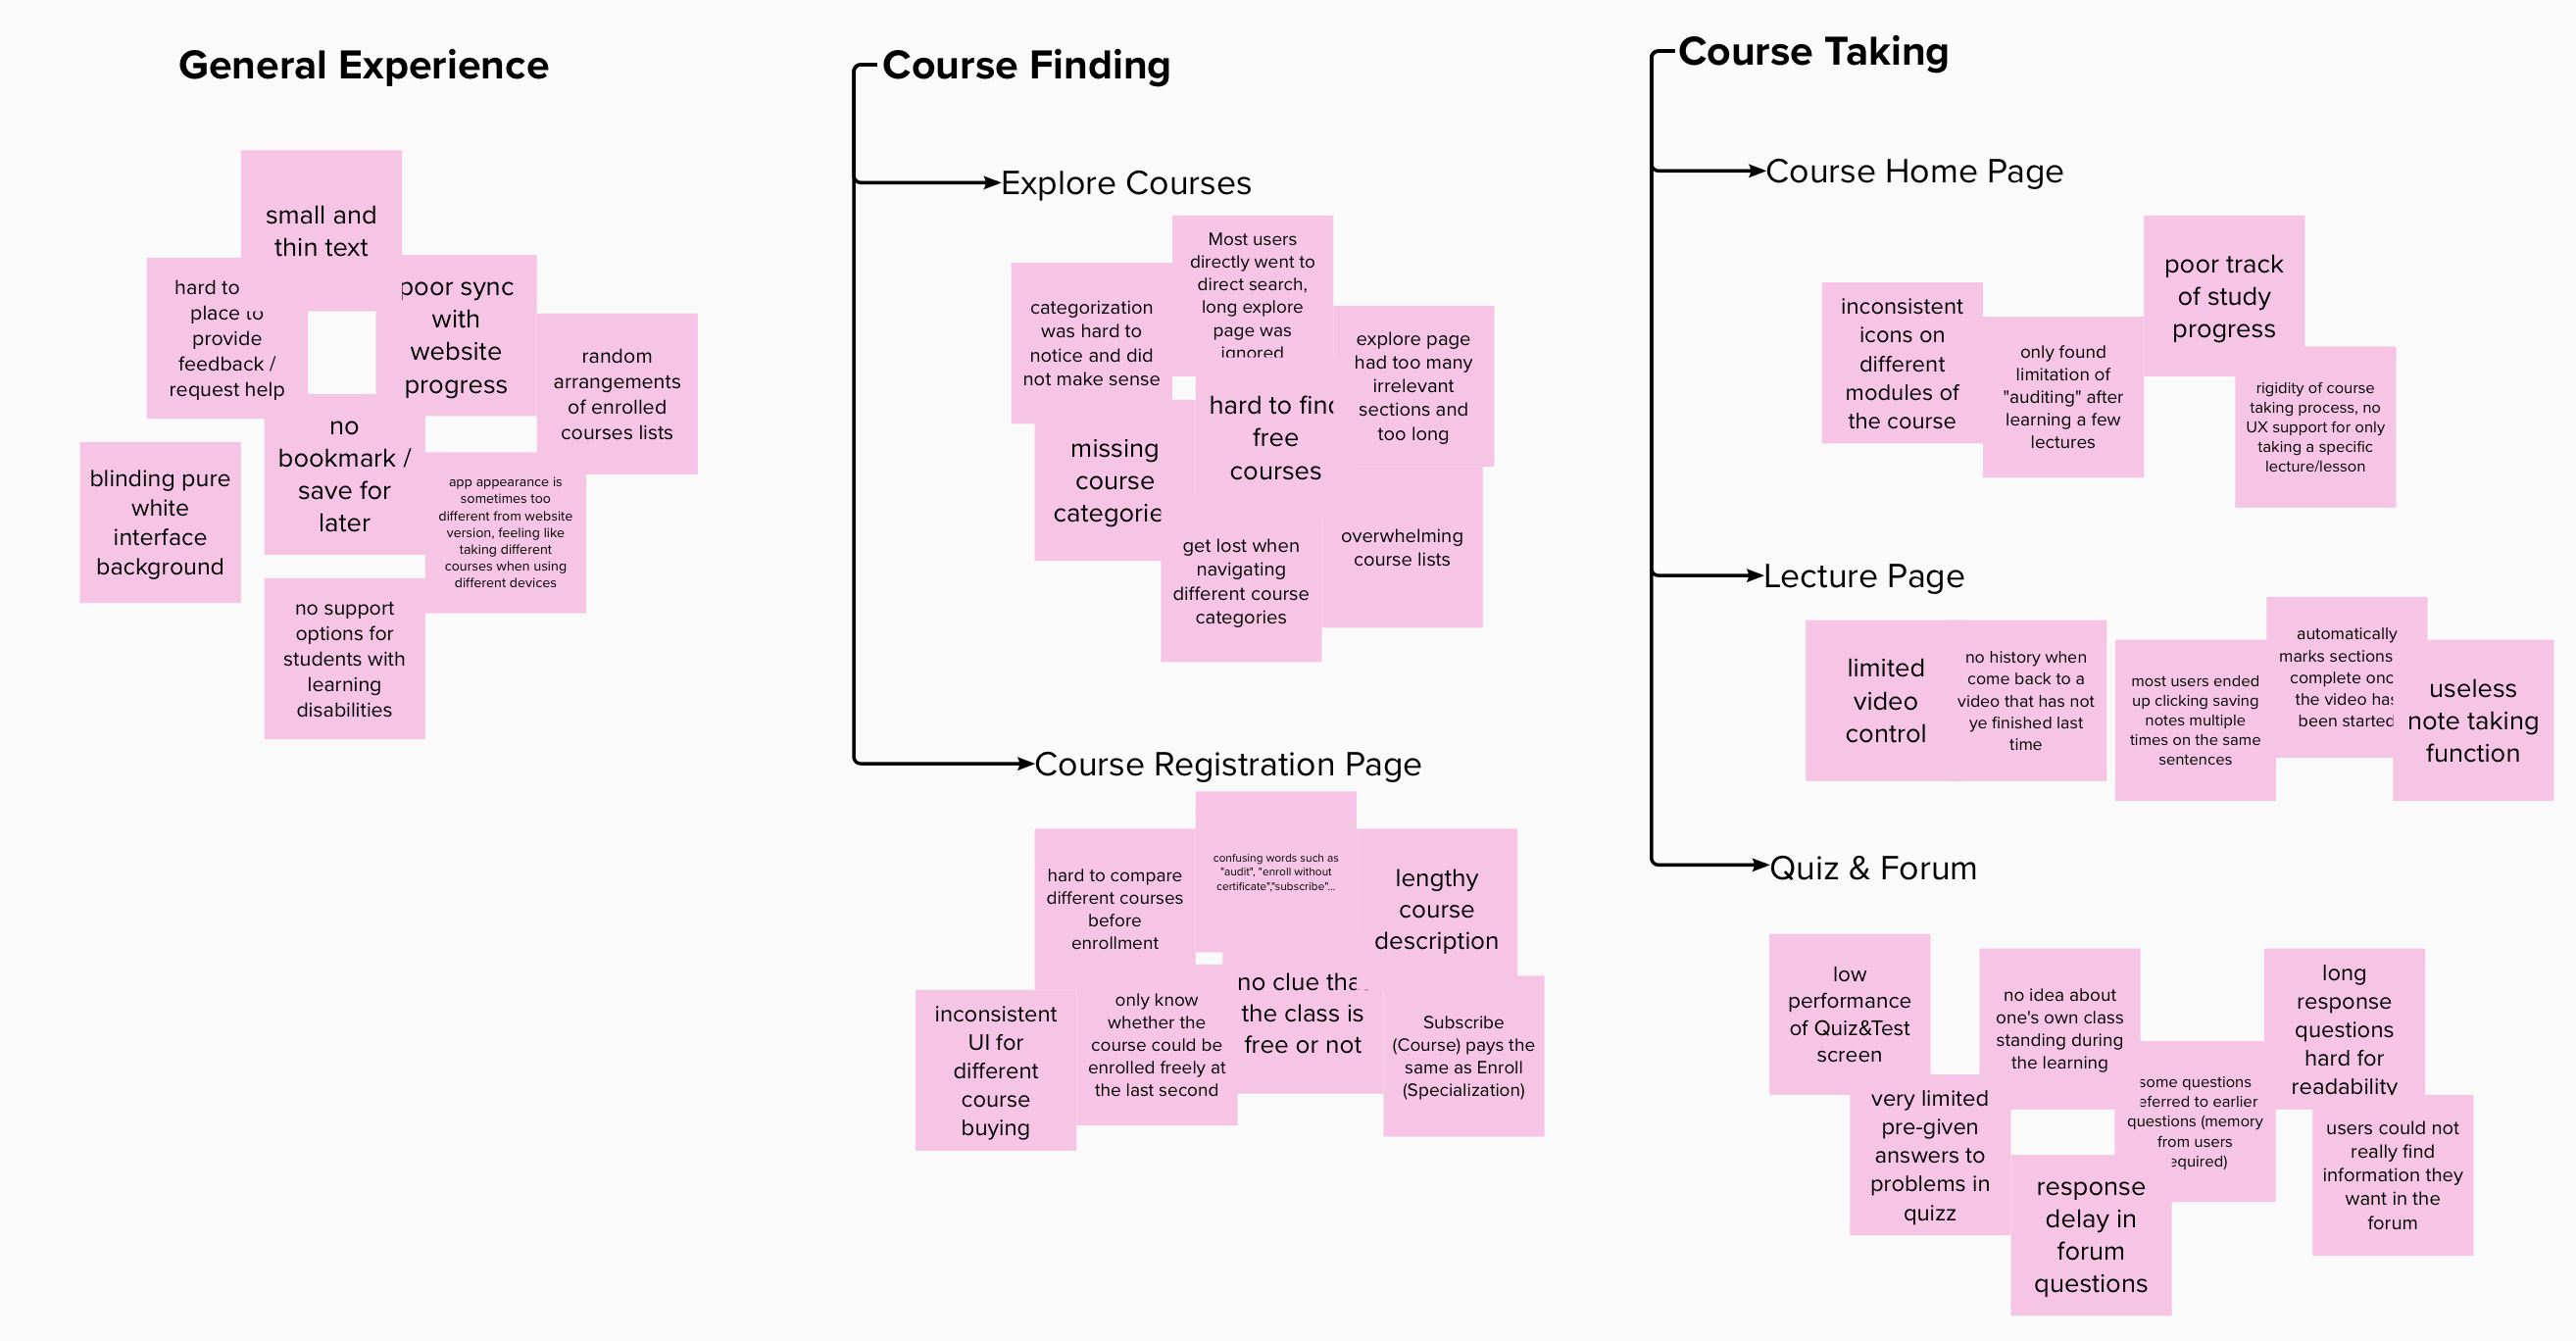 General Experience
small and
thin text
hard to
place to
provide
feedback /
request help
poor sync
with
website
progress
random
arrangements
of enrolled
courses lists
no
bookmark /
save for
later
blinding pure
white
interface
background
app appearance is
sometimes too
different from website
version, feeling like
taking different
courses when using
different devices
no support
options for
students with
learning
disabilities
Course Finding
Explore Courses
Most users
directly went to
direct search,
long explore
page was
ignored
categorization
was hard to
notice and did
not make sense
explore page
had too many
irrelevant
sections and
too long
hard to find
free
courses
missing
course
categorie
overwhelming
course lists
get lost when
navigating
different course
categories
Course Registration Page
confusing words such as
"audit", "enroll without
certificate","subscribe"...
hard to compare
different courses
before
enrollment
lengthy
course
description
no clue tha
the class is
free or not
inconsistent
UI for
different
course
buying
only know
whether the
course could be
enrolled freely at
the last second
Subscribe
(Course) pays the
same as Enroll
(Specialization)
Course Taking
Course Home Page
poor track
of study
progress
inconsistent
icons on
different
modules of
the course
only found
limitation of
"auditing" after
learning a few
lectures
rigidity of course
taking process, no
UX support for only
taking a specific
lecture/lesson
Lecture Page
limited
video
control
no history when
come back to a
video that has not
ye finished last
time
most users ended
up clicking saving
notes multiple
times on the same
sentences
automatically
marks sections
complete onc
the video has
been started
useless
note taking
function
Quiz & Forum
low
performance
of Quiz&Test
screen
no idea about
one's own class
standing during
the learning
long
response
questions
hard for
readability
very limited
pre-given
answers to
problems in
quizz
some questions
eferred to earlier
questions (memory
from users
equired)
users could not
really find
information they
want in the
forum
response
delay in
forum
questions